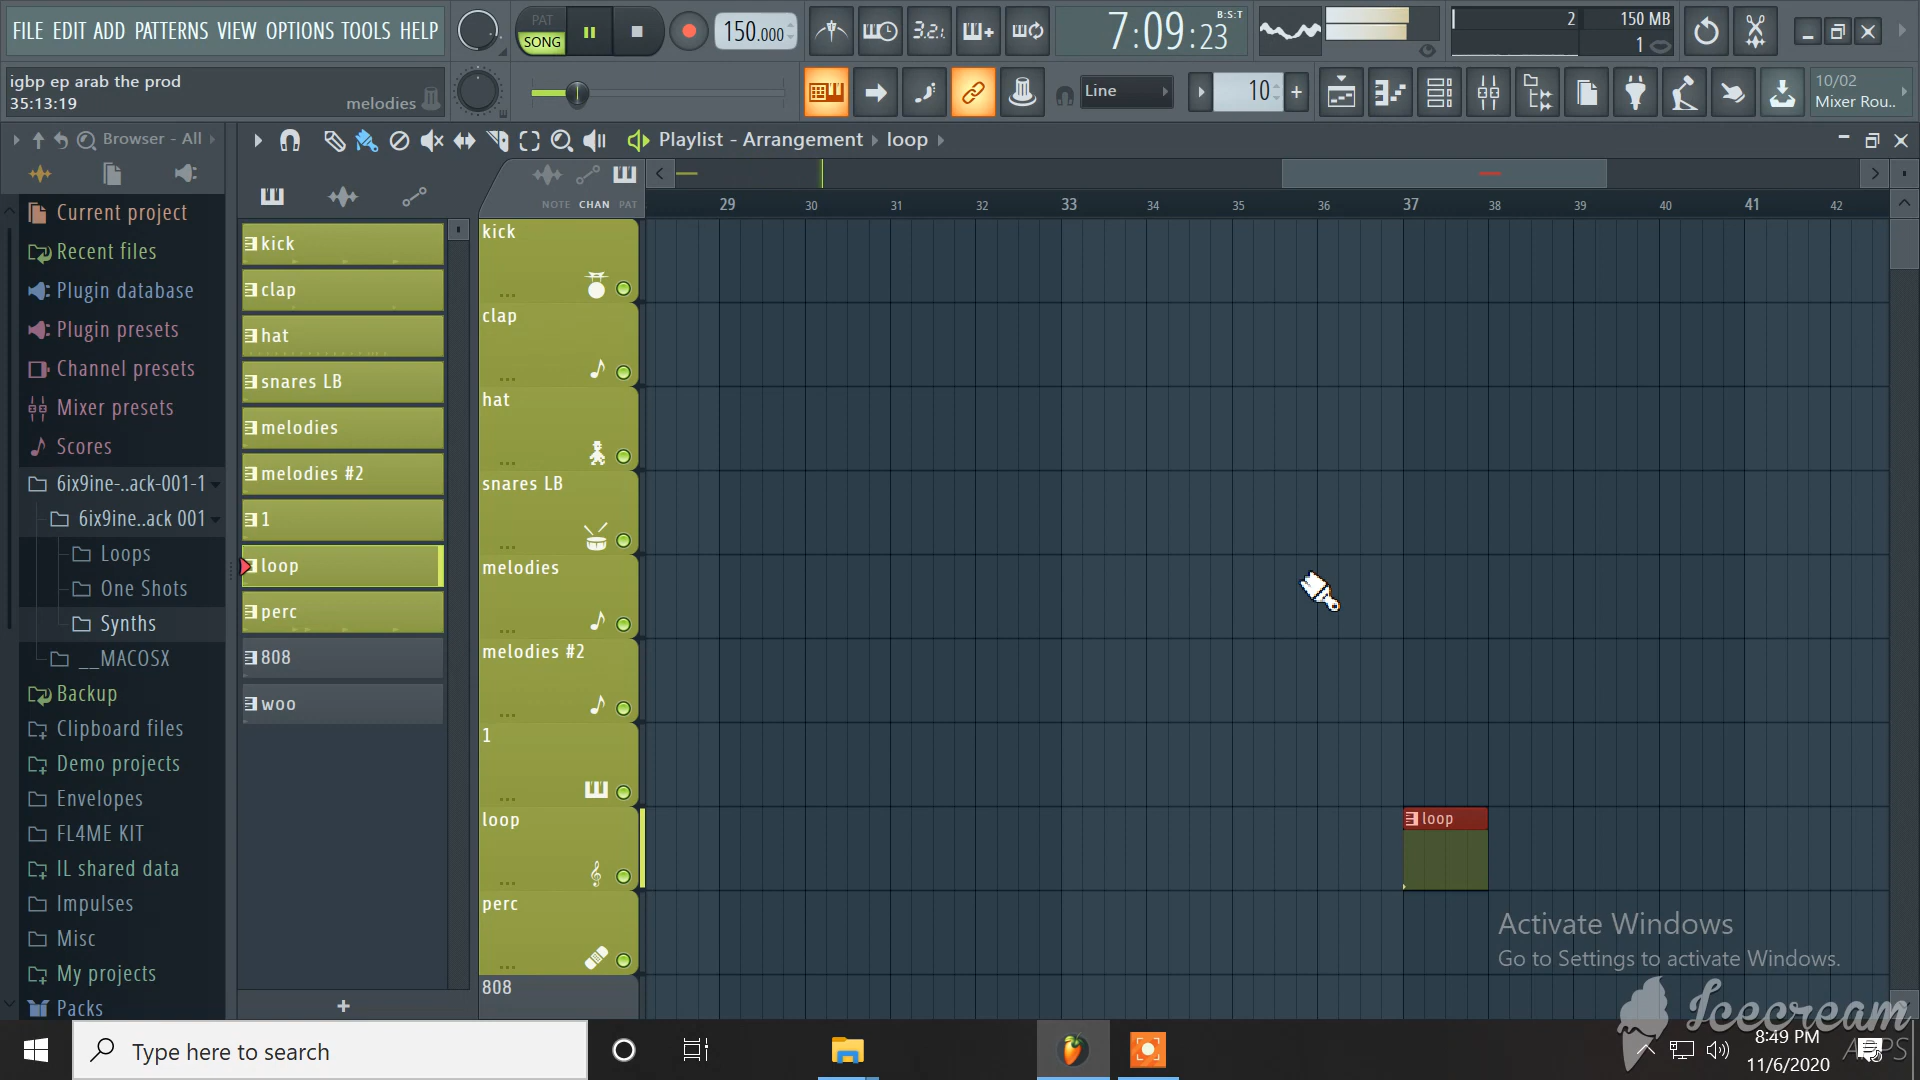 FILE EDIT ADD PATTERNS VIEW OPTIONS TOOLS HELP
PAT
SONG
150.000
3.2.1.
7:09:23
B:S:T
2
150 MB
1
igbp ep arab the prod
35:13:19
melodies
Line
10
10/02
Mixer Rou..
Browser - All
Playlist - Arrangement
loop
NOTE CHAN PAT
29 30 31 32 33 34 35 36 37 38 39 40 41 42
Current project
Recent files
Plugin database
Plugin presets
Channel presets
Mixer presets
Scores
6ix9ine-..ack-001-1
6ix9ine..ack 001
Loops
One Shots
Synths
__MACOSX
Backup
Clipboard files
Demo projects
Envelopes
FL4ME KIT
IL shared data
Impulses
Misc
My projects
Packs
kick
clap
hat
snares LB
melodies
melodies #2
1
loop
perc
808
woo
+
kick
clap
hat
snares LB
melodies
melodies #2
1
loop
perc
808
loop
Activate Windows
Go to Settings to activate Windows.
Icecream
APPS
Type here to search
8:49 PM
11/6/2020